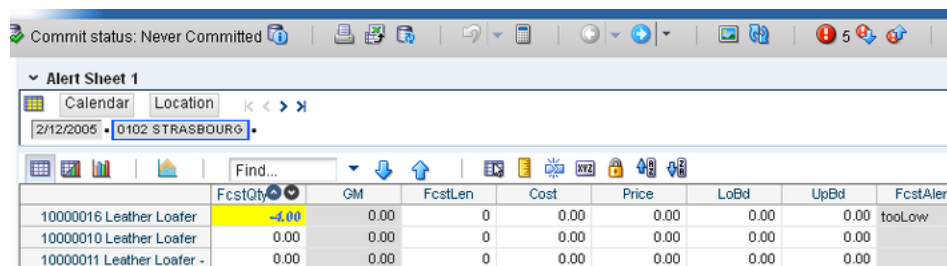 Commit status: Never Committed
5
Alert Sheet 1
Calendar Location
2/12/2005 0102 STRASBOURG
Find... XYZ
FcstQty GM FcstLen Cost Price LoBd UpBd FcstAler
10000016 Leather Loafer -4.00 0.00 0 0.00 0.00 0.00 0.00 tooLow
10000010 Leather Loafer 0.00 0.00 0 0.00 0.00 0.00 0.00
10000011 Leather Loafer - 0.00 0.00 0 0.00 0.00 0.00 0.00